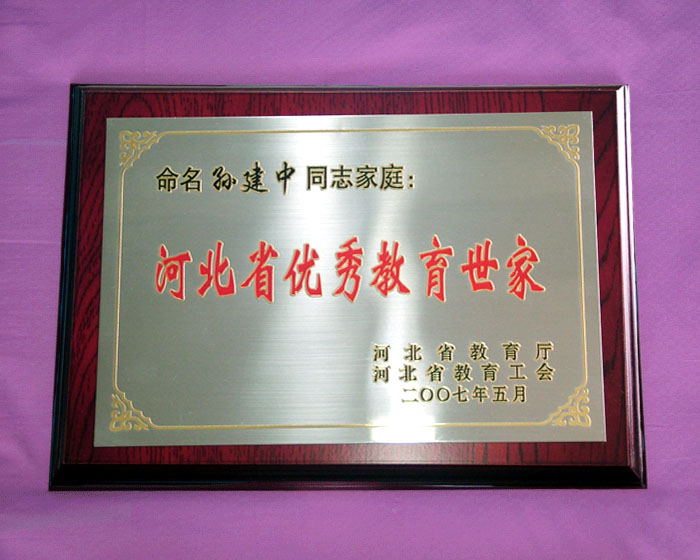 命名孙建中同志家庭:
河北省优秀教育世家
河北省教育厅
河北省教育工会
二〇〇七年五月